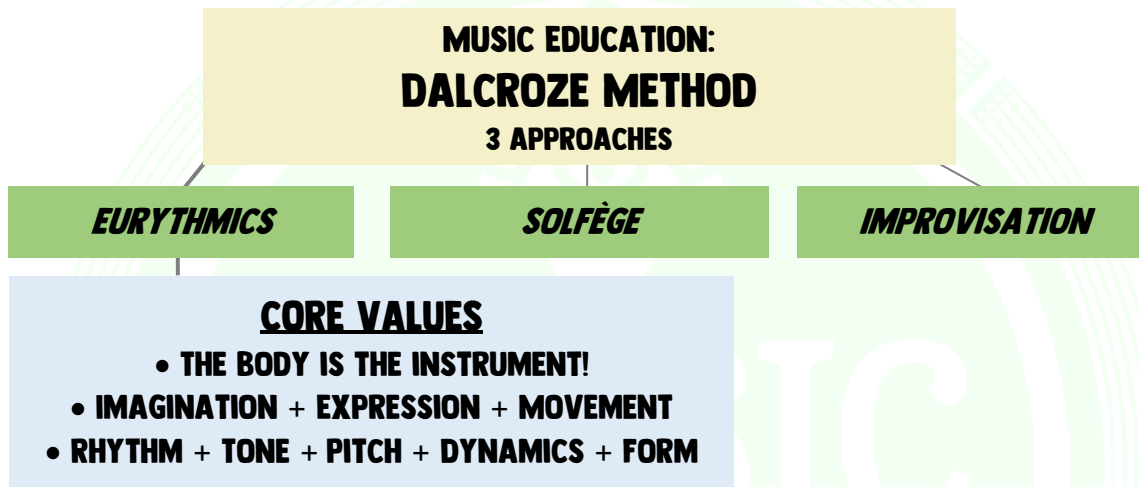 MUSIC EDUCATION:
DALCROZE METHOD
3 APPROACHES
EURYTHMICS
SOLFÈGE
IMPROVISATION
CORE VALUES
• THE BODY IS THE INSTRUMENT!
• IMAGINATION + EXPRESSION + MOVEMENT
• RHYTHM + TONE + PITCH + DYNAMICS + FORM